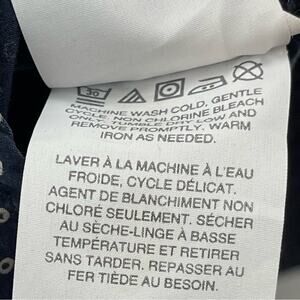 30
MACHINE WASH COLD, GENTLE
CYCLE. NON CHLORINE BLEACH
ONLY. TUMBLE DRY LOW AND
REMOVE PROMPTLY. WARM
IRON AS NEEDED.
LAVER À LA MACHINE À L'EAU
FROIDE, CYCLE DÉLICAT.
AGENT DE BLANCHIMENT NON
CHLORÉ SEULEMENT. SÉCHER
AU SÈCHE-LINGE À BASSE
TEMPÉRATURE ET RETIRER
SANS TARDER. REPASSER AU
FER TIÈDE AU BESOIN.